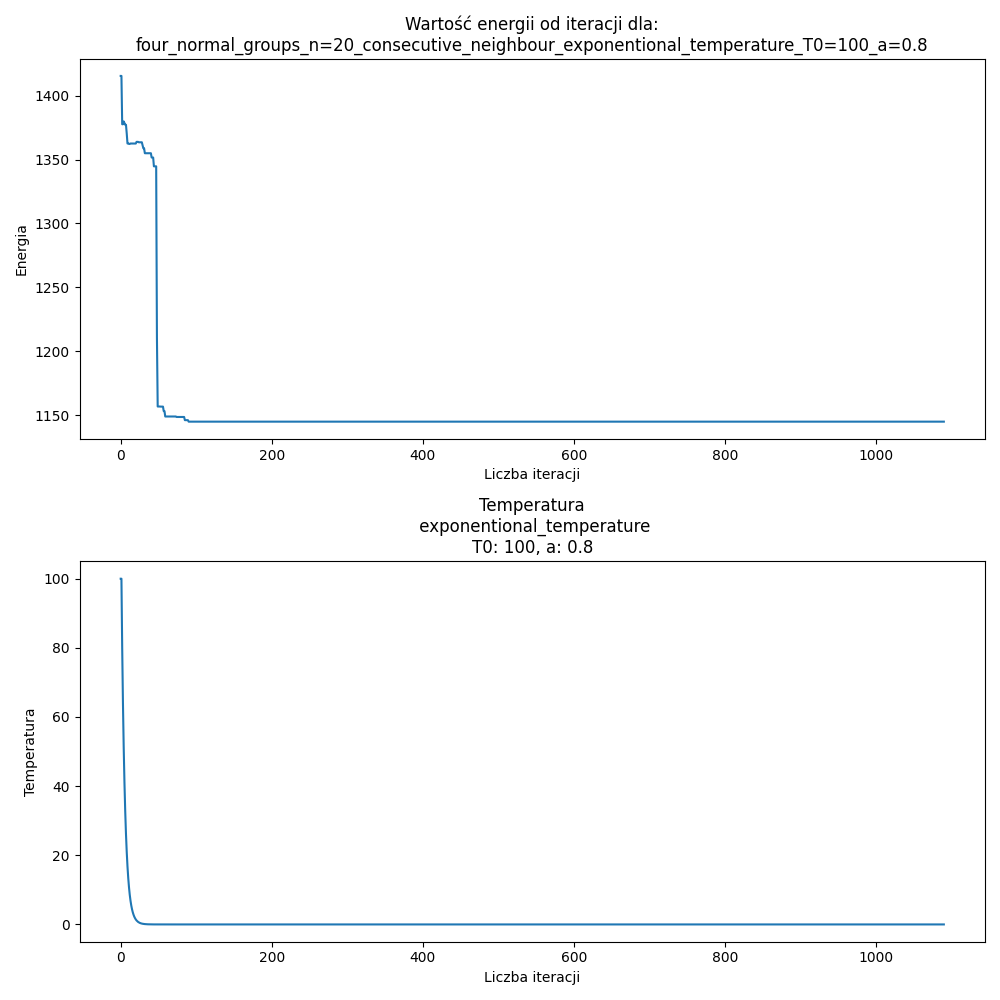 Wartość energii od iteracji dla:
four_normal_groups_n=20_consecutive_neighbour_exponentional_temperature_T0=100_a=0.8
1400
1350
1300
1250
1200
1150
Energia
0 200 400 600 800 1000
Liczba iteracji
Temperatura
exponentional_temperature
T0: 100, a: 0.8
100
80
60
40
20
0
Temperatura
0 200 400 600 800 1000
Liczba iteracji